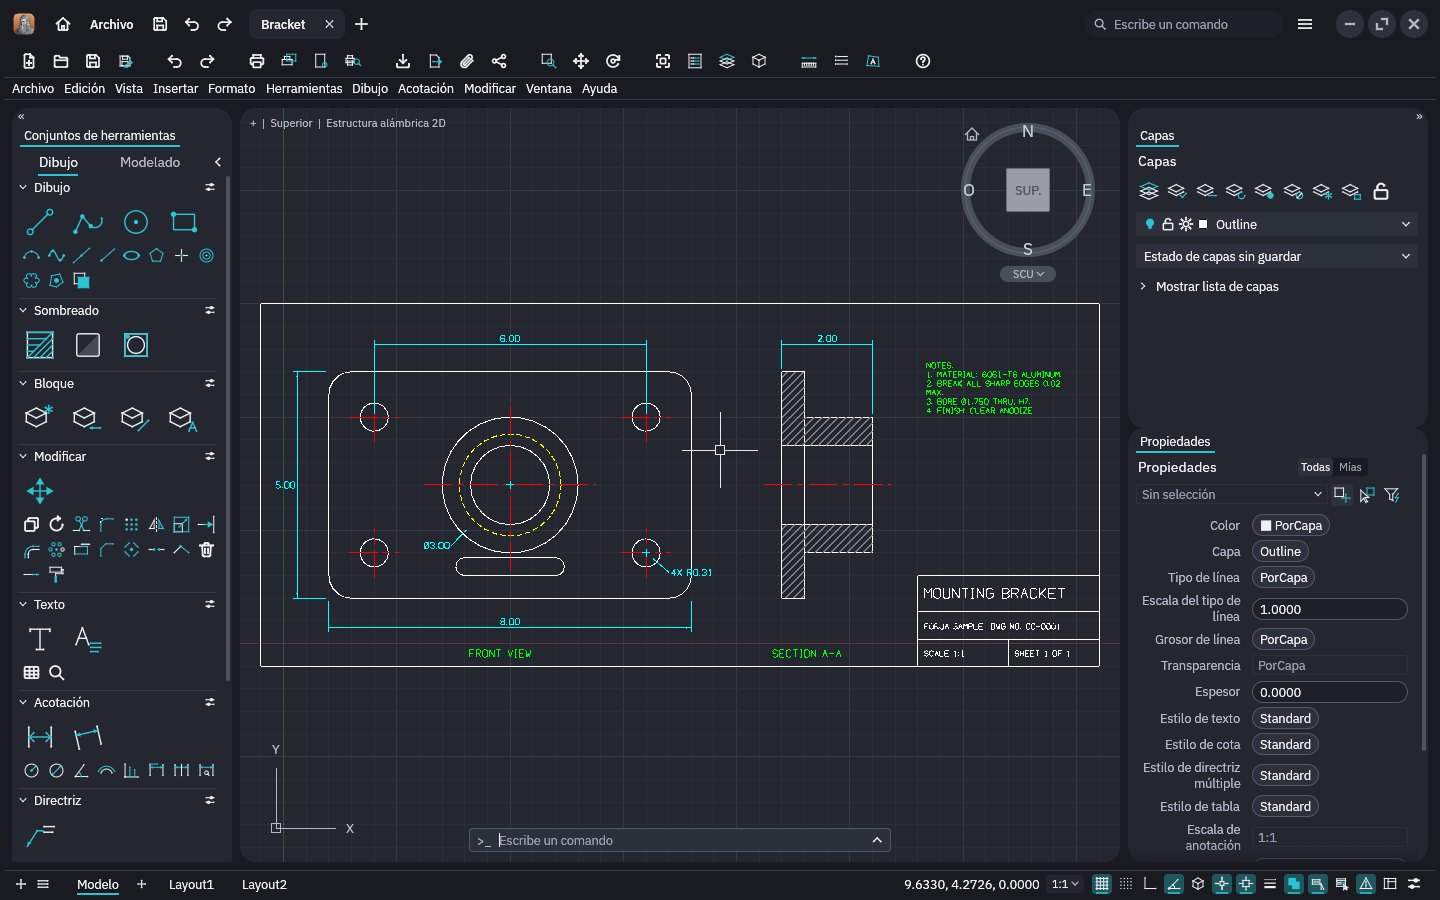 Archivo
Bracket
Escribe un comando
Archivo Edición Vista Insertar Formato Herramientas Dibujo Acotación Modificar Ventana Ayuda
«
Conjuntos de herramientas
Dibujo Modelado
Dibujo
Sombreado
Bloque
Modificar
Texto
Acotación
Directriz
+ | Superior | Estructura alámbrica 2D
N
O SUP. E
S
SCU
6.00
2.00
NOTES:
1. MATERIAL: 6061-T6 ALUMINUM.
2. BREAK ALL SHARP EDGES 0.02
MAX.
3. BORE Ø1.750 THRU, H7.
4. FINISH: CLEAR ANODIZE
5.00
Ø3.00
4X R0.31
8.00
FRONT VIEW
SECTION A-A
MOUNTING BRACKET
FORJA SAMPLE DWG NO. CC-0001
SCALE 1:1
SHEET 1 OF 1
Y
X
>_ Escribe un comando
»
Capas
Capas
Outline
Estado de capas sin guardar
Mostrar lista de capas
Propiedades
Propiedades
Todas Mías
Sin selección
Color PorCapa
Capa Outline
Tipo de línea PorCapa
Escala del tipo de
línea
1.0000
Grosor de línea PorCapa
Transparencia PorCapa
Espesor 0.0000
Estilo de texto Standard
Estilo de cota Standard
Estilo de directriz
múltiple
Standard
Estilo de tabla Standard
Escala de
anotación
1:1
Modelo
Layout1
Layout2
9.6330, 4.2726, 0.0000
1:1